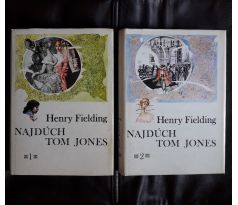 Henry Fielding
NAJDÚCH
TOM JONES
1
Henry Fielding
NAJDÚCH
TOM JONES
2